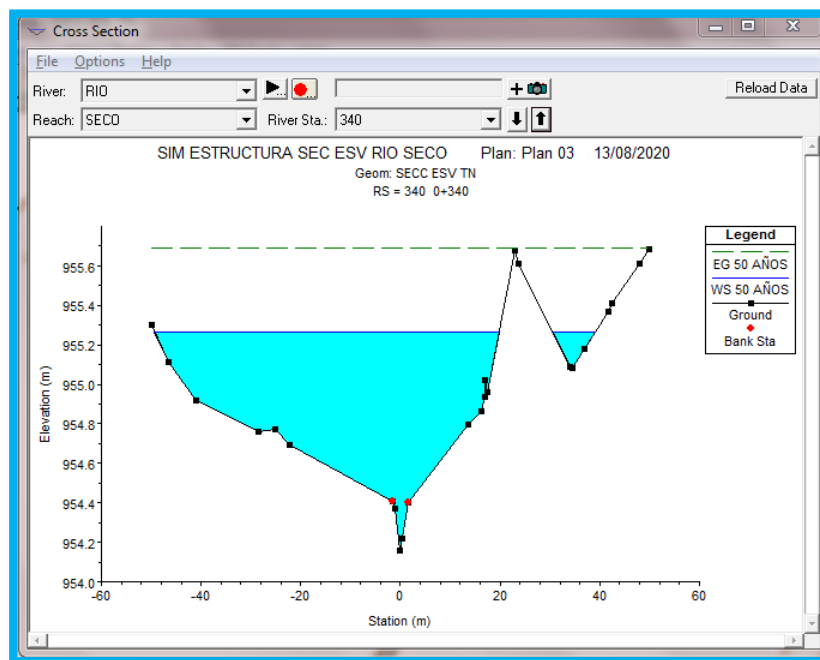 Cross Section
File Options Help
River: RIO
Reload Data
Reach: SECO River Sta.: 340
SIM ESTRUCTURA SEC ESV RIO SECO Plan: Plan 03 13/08/2020
Geom: SECC ESV TN
RS = 340 0+340
Legend
EG 50 AÑOS
WS 50 AÑOS
Ground
Bank Sta
Elevation (m)
955.6
955.4
955.2
955.0
954.8
954.6
954.4
954.2
954.0
-60 -40 -20 0 20 40 60
Station (m)